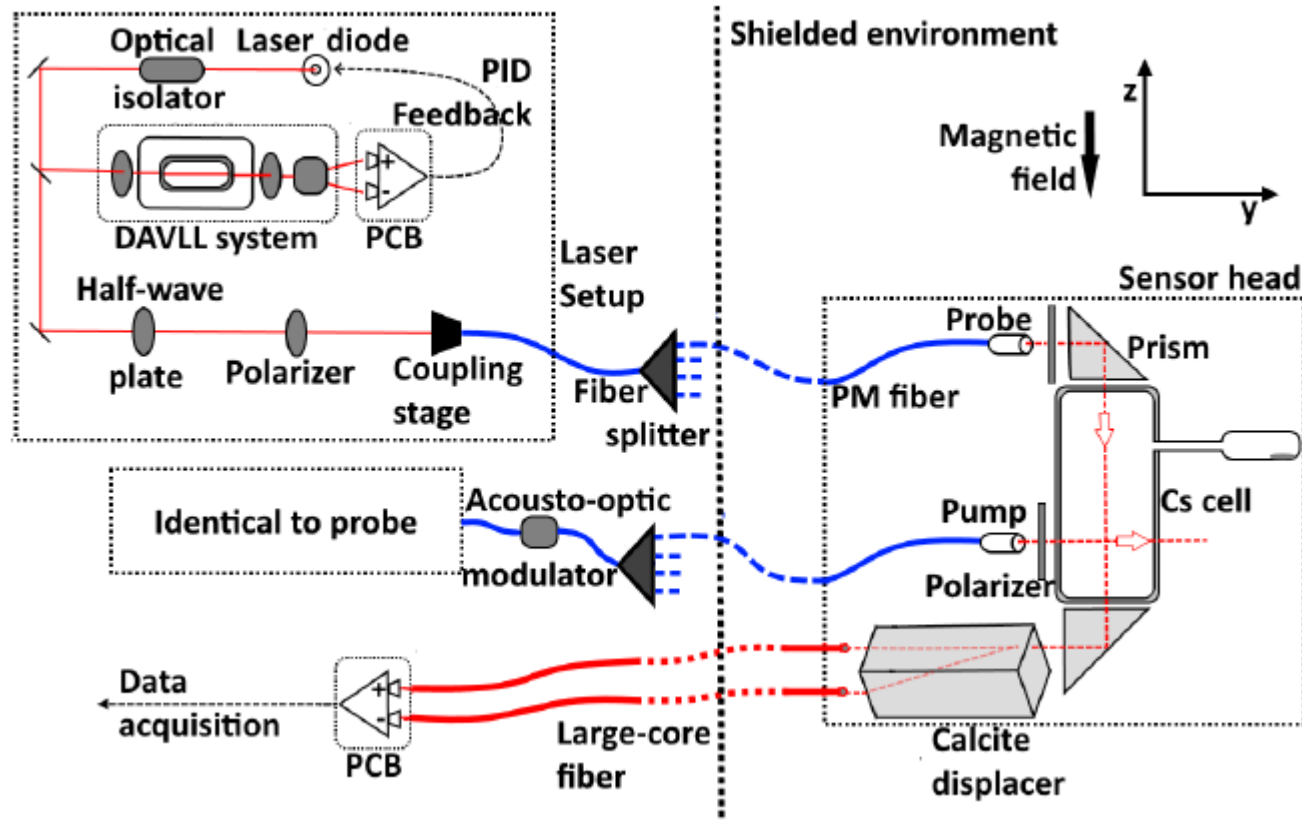 Optical
isolator
Laser diode
PID
Feedback
+
-
DAVLL system
PCB
Half-wave
plate
Polarizer
Coupling
stage
Laser
Setup
Fiber
splitter
Identical to probe
Acousto-optic
modulator
Data
acquisition
+
-
PCB
Large-core
fiber
Shielded environment
Magnetic
field
z
y
Sensor head
Probe
Prism
PM fiber
Cs cell
Pump
Polarizer
Calcite
displacer